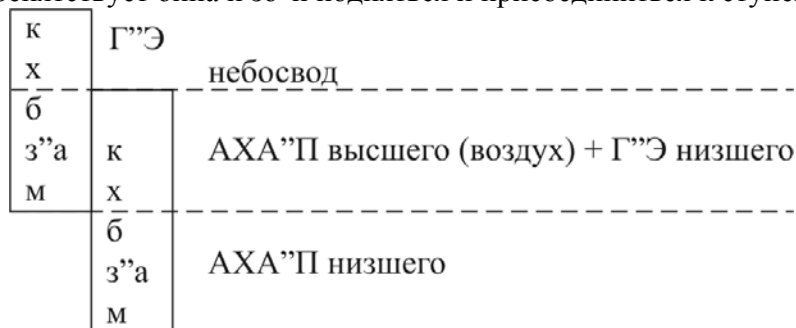 к Г”Э
х небосвод
б
з”а к АХА”П высшего (воздух) + Г”Э низшего
м х
б
з”а АХА”П низшего
м